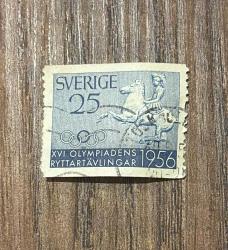 SVERIGE
25
XVI OLYMPIADENS
RYTTARTÄVLINGAR 1956